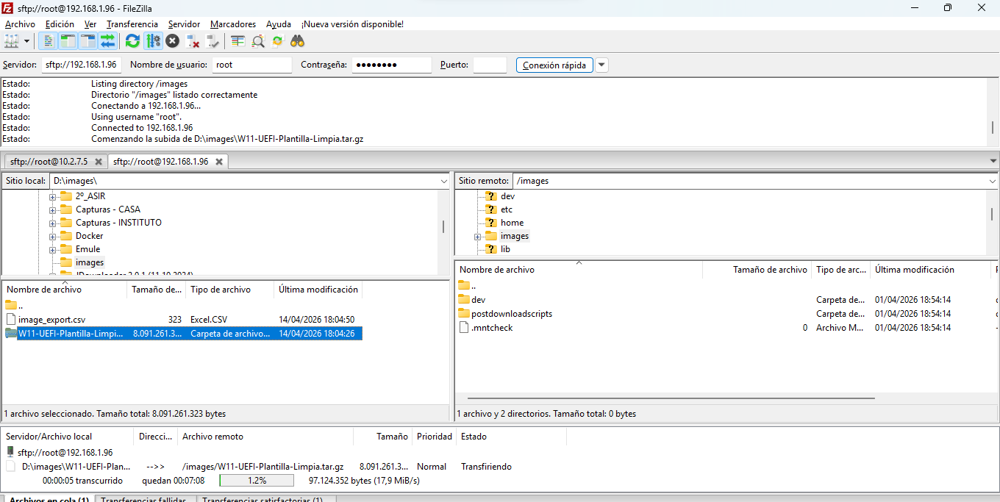 sftp://root@192.168.1.96 - FileZilla
Archivo Edición Ver Transferencia Servidor Marcadores Ayuda ¡Nueva versión disponible!
Servidor: sftp://192.168.1.96 Nombre de usuario: root Contraseña: ●●●●●●●● Puerto: Conexión rápida
Estado: Listing directory /images
Estado: Directorio "/images" listado correctamente
Estado: Conectando a 192.168.1.96...
Estado: Using username "root".
Estado: Connected to 192.168.1.96
Estado: Comenzando la subida de D:\images\W11-UEFI-Plantilla-Limpia.tar.gz
sftp://root@10.2.7.5 sftp://root@192.168.1.96
Sitio local: D:\images\
2º_ASIR
Capturas - CASA
Capturas - INSTITUTO
Docker
Emule
images
JDownloader 2.0.1 (11.10.2024)
Nombre de archivo Tamaño de... Tipo de archivo Última modificación
..
image_export.csv 323 Excel.CSV 14/04/2026 18:04:50
W11-UEFI-Plantilla-Limpi... 8.091.261.3... Carpeta de archivo... 14/04/2026 18:04:26
1 archivo seleccionado. Tamaño total: 8.091.261.323 bytes
Sitio remoto: /images
dev
etc
home
images
lib
Nombre de archivo Tamaño de archivo Tipo de arc... Última modificación
..
dev Carpeta de... 01/04/2026 18:54:14
postdownloadscripts Carpeta de... 01/04/2026 18:54:14
.mntcheck 0 Archivo M... 01/04/2026 18:54:14
1 archivo y 2 directorios. Tamaño total: 0 bytes
Servidor/Archivo local Direcci... Archivo remoto Tamaño Prioridad Estado
sftp://root@192.168.1.96
D:\images\W11-UEFI-Plan... -->> /images/W11-UEFI-Plantilla-Limpia.tar.gz 8.091.261.3... Normal Transfiriendo
00:00:05 transcurrido quedan 00:07:08 1.2% 97.124.352 bytes (17,9 MiB/s)
Archivos en cola (1) Transferencias fallidas Transferencias satisfactorias (1)